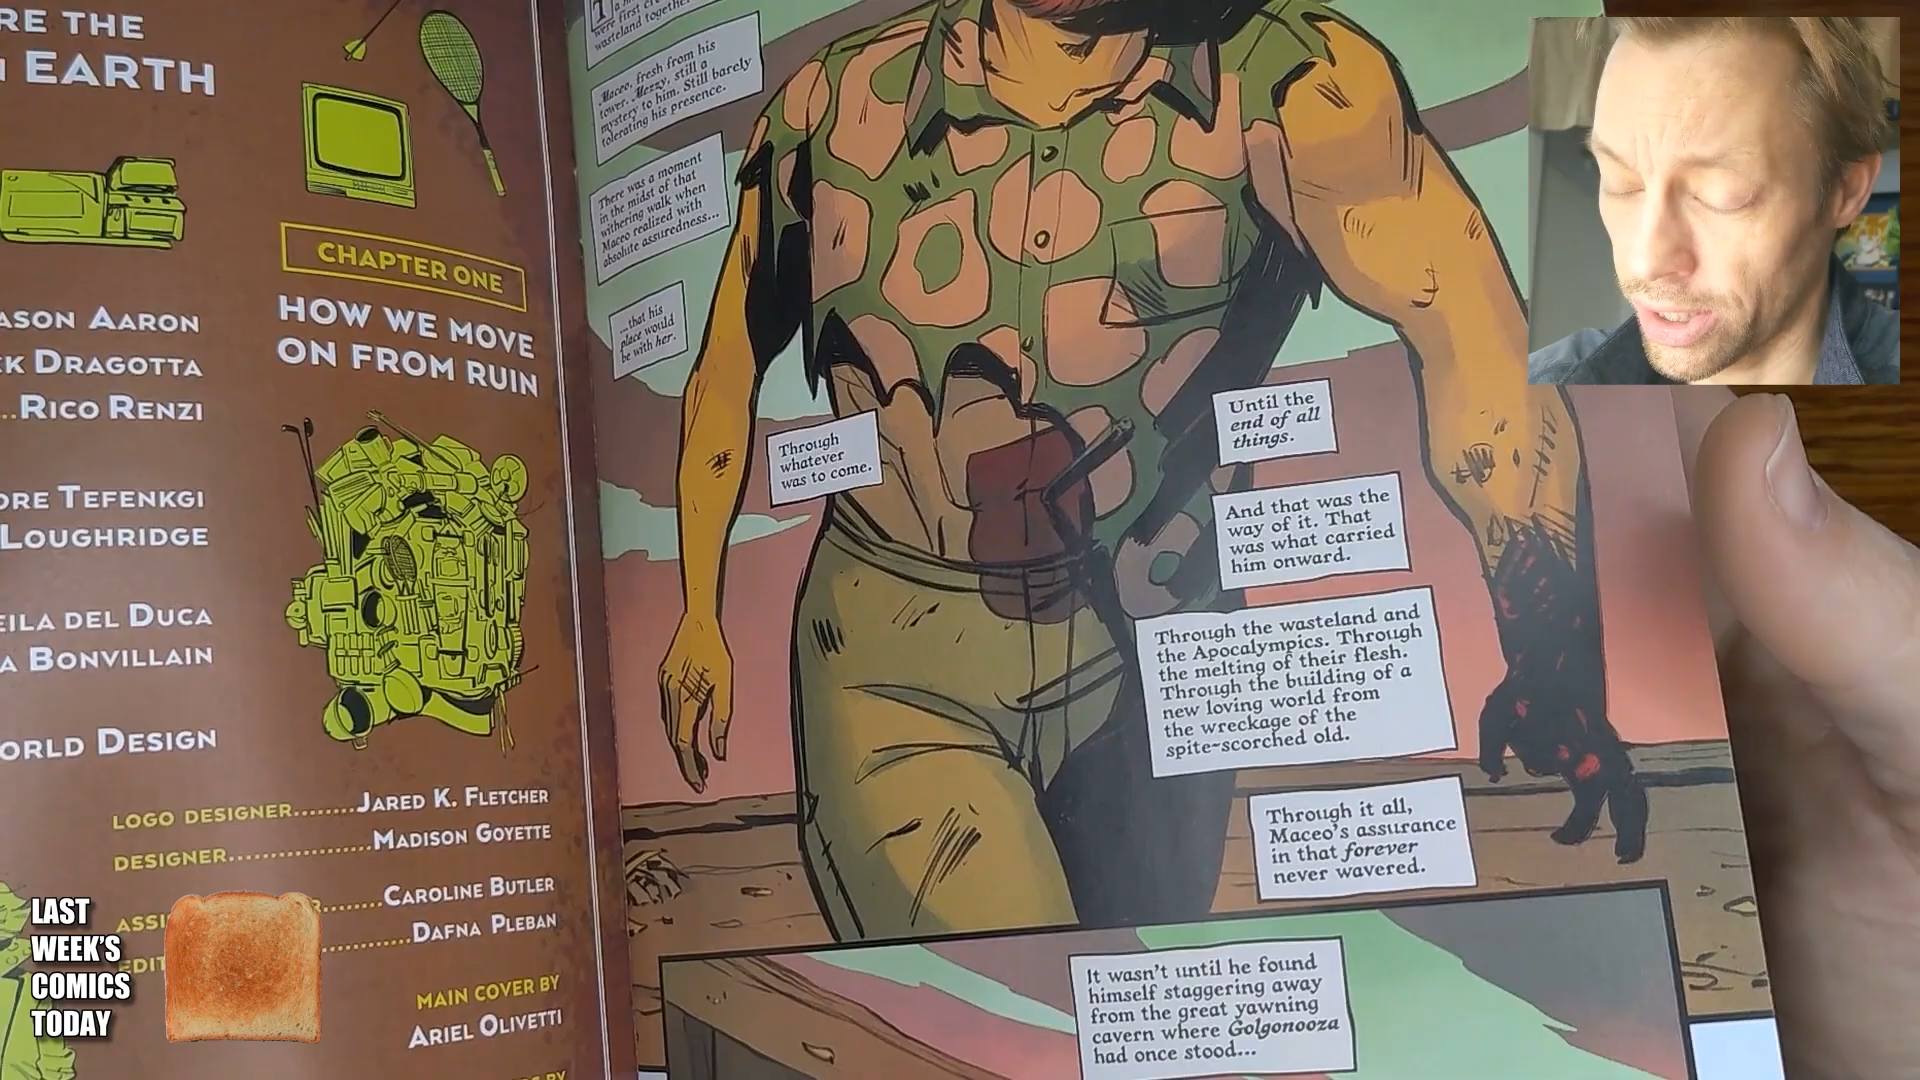 RE THE
EARTH
CHAPTER ONE
HOW WE MOVE
ON FROM RUIN
ASON AARON
K DRAGOTTA
..RICO RENZI
ORE TEFENKGI
LOUGHRIDGE
EILA DEL DUCA
A BONVILLAIN
ORLD DESIGN
LOGO DESIGNER........JARED K. FLETCHER
DESIGNER..................MADISON GOYETTE
ASSI R........CAROLINE BUTLER
EDIT ..............DAFNA PLEBAN
MAIN COVER BY
ARIEL OLIVETTI
were first
wasteland together
Maceo, fresh from his
tower. Mezzy, still a
mystery to him. Still barely
tolerating his presence.
There was a moment
in the midst of that
withering walk when
Maceo realized with
absolute assuredness...
...that his
place would
be with her.
Through
whatever
was to come.
Until the
end of all
things.
And that was the
way of it. That
was what carried
him onward.
Through the wasteland and
the Apocalympics. Through
the melting of their flesh.
Through the building of a
new loving world from
the wreckage of the
spite-scorched old.
Through it all,
Maceo's assurance
in that forever
never wavered.
It wasn't until he found
himself staggering away
from the great yawning
cavern where Golgonooza
had once stood...
LAST
WEEK'S
COMICS
TODAY